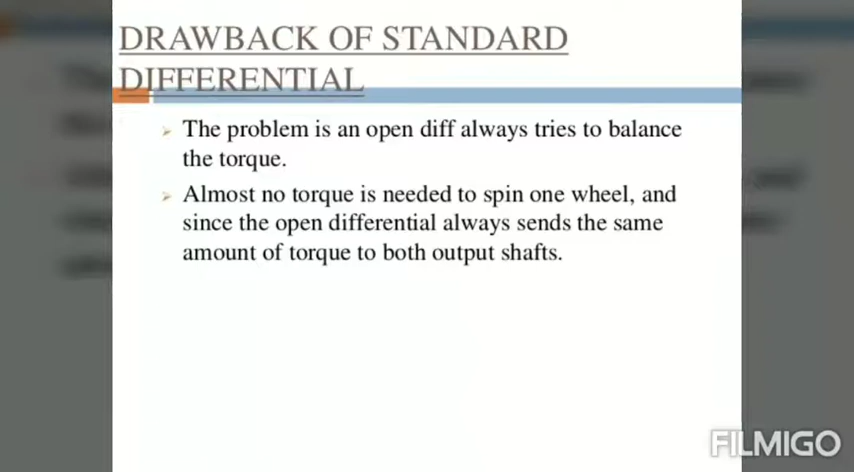 DRAWBACK OF STANDARD
DIFFERENTIAL
The problem is an open diff always tries to balance
the torque.
Almost no torque is needed to spin one wheel, and
since the open differential always sends the same
amount of torque to both output shafts.
FILMIGO